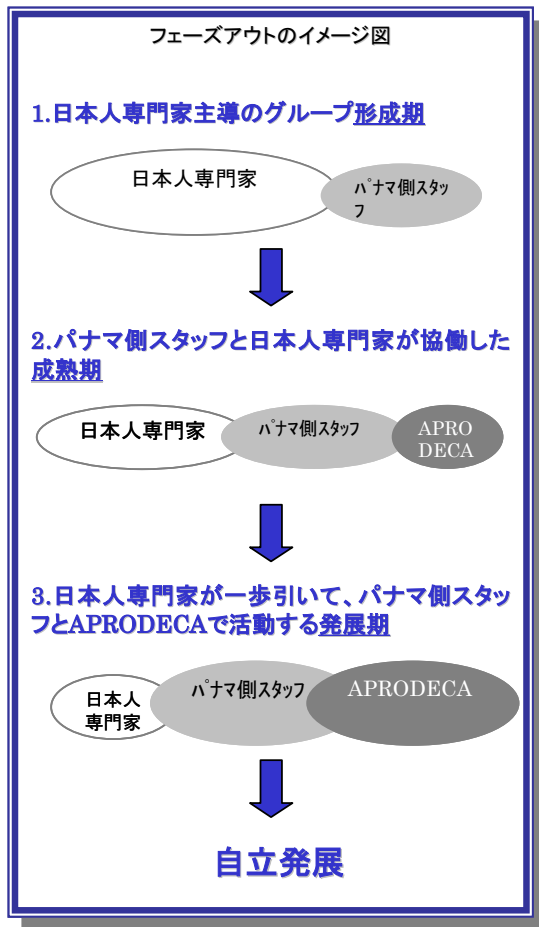 フェーズアウトのイメージ図
1.日本人専門家主導のグループ形成期
日本人専門家
パナマ側スタッ
フ
2.パナマ側スタッフと日本人専門家が協働した
成熟期
日本人専門家
パナマ側スタッフ
APRO
DECA
3.日本人専門家が一歩引いて、パナマ側スタッ
フとAPRODECAで活動する発展期
日本人
専門家
パナマ側スタッフ
APRODECA
自立発展